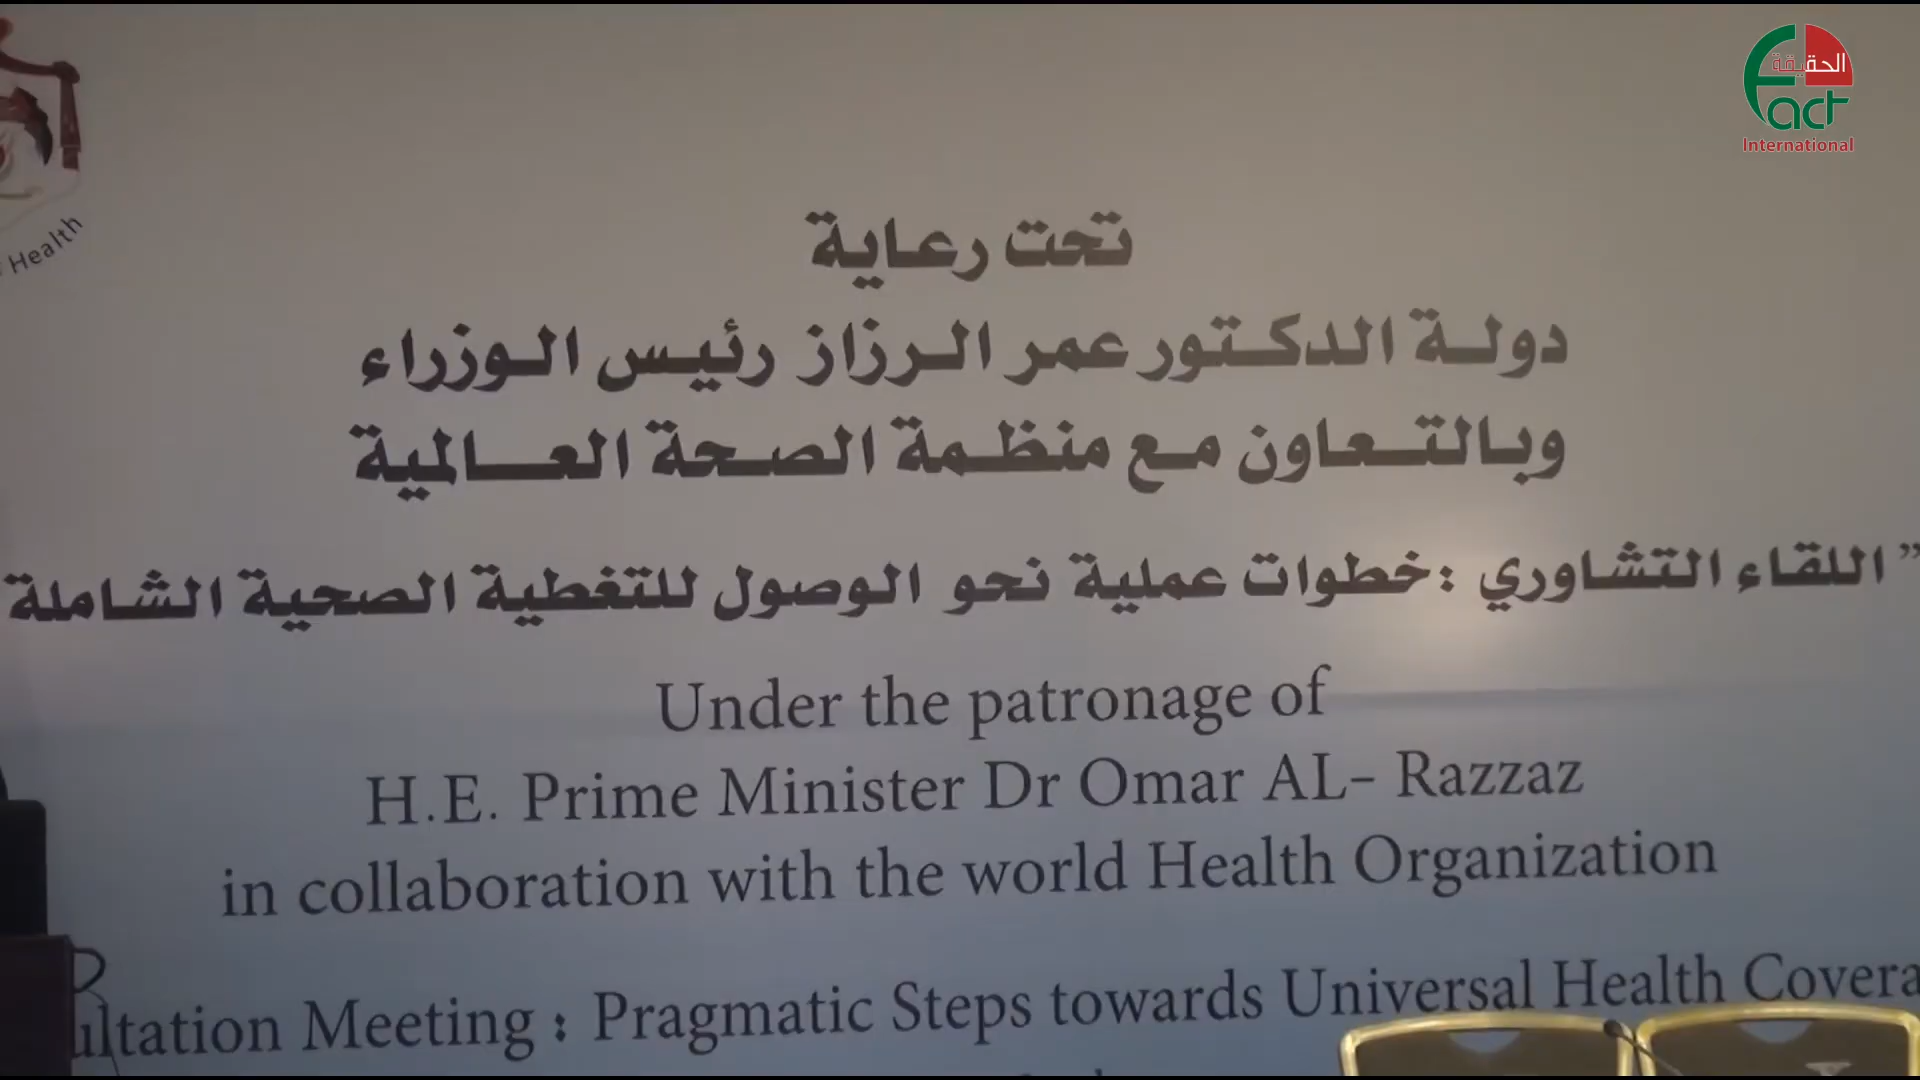 الحقيقة
Fact
International
Health
تحت رعاية
دولة الدكتور عمر الرزاز رئيس الوزراء
وبالتعاون مع منظمة الصحة العالمية
"اللقاء التشاوري : خطوات عملية نحو الوصول للتغطية الصحية الشاملة
Under the patronage of
H.E. Prime Minister Dr Omar AL- Razzaz
in collaboration with the world Health Organization
ultation Meeting : Pragmatic Steps towards Universal Health Covera